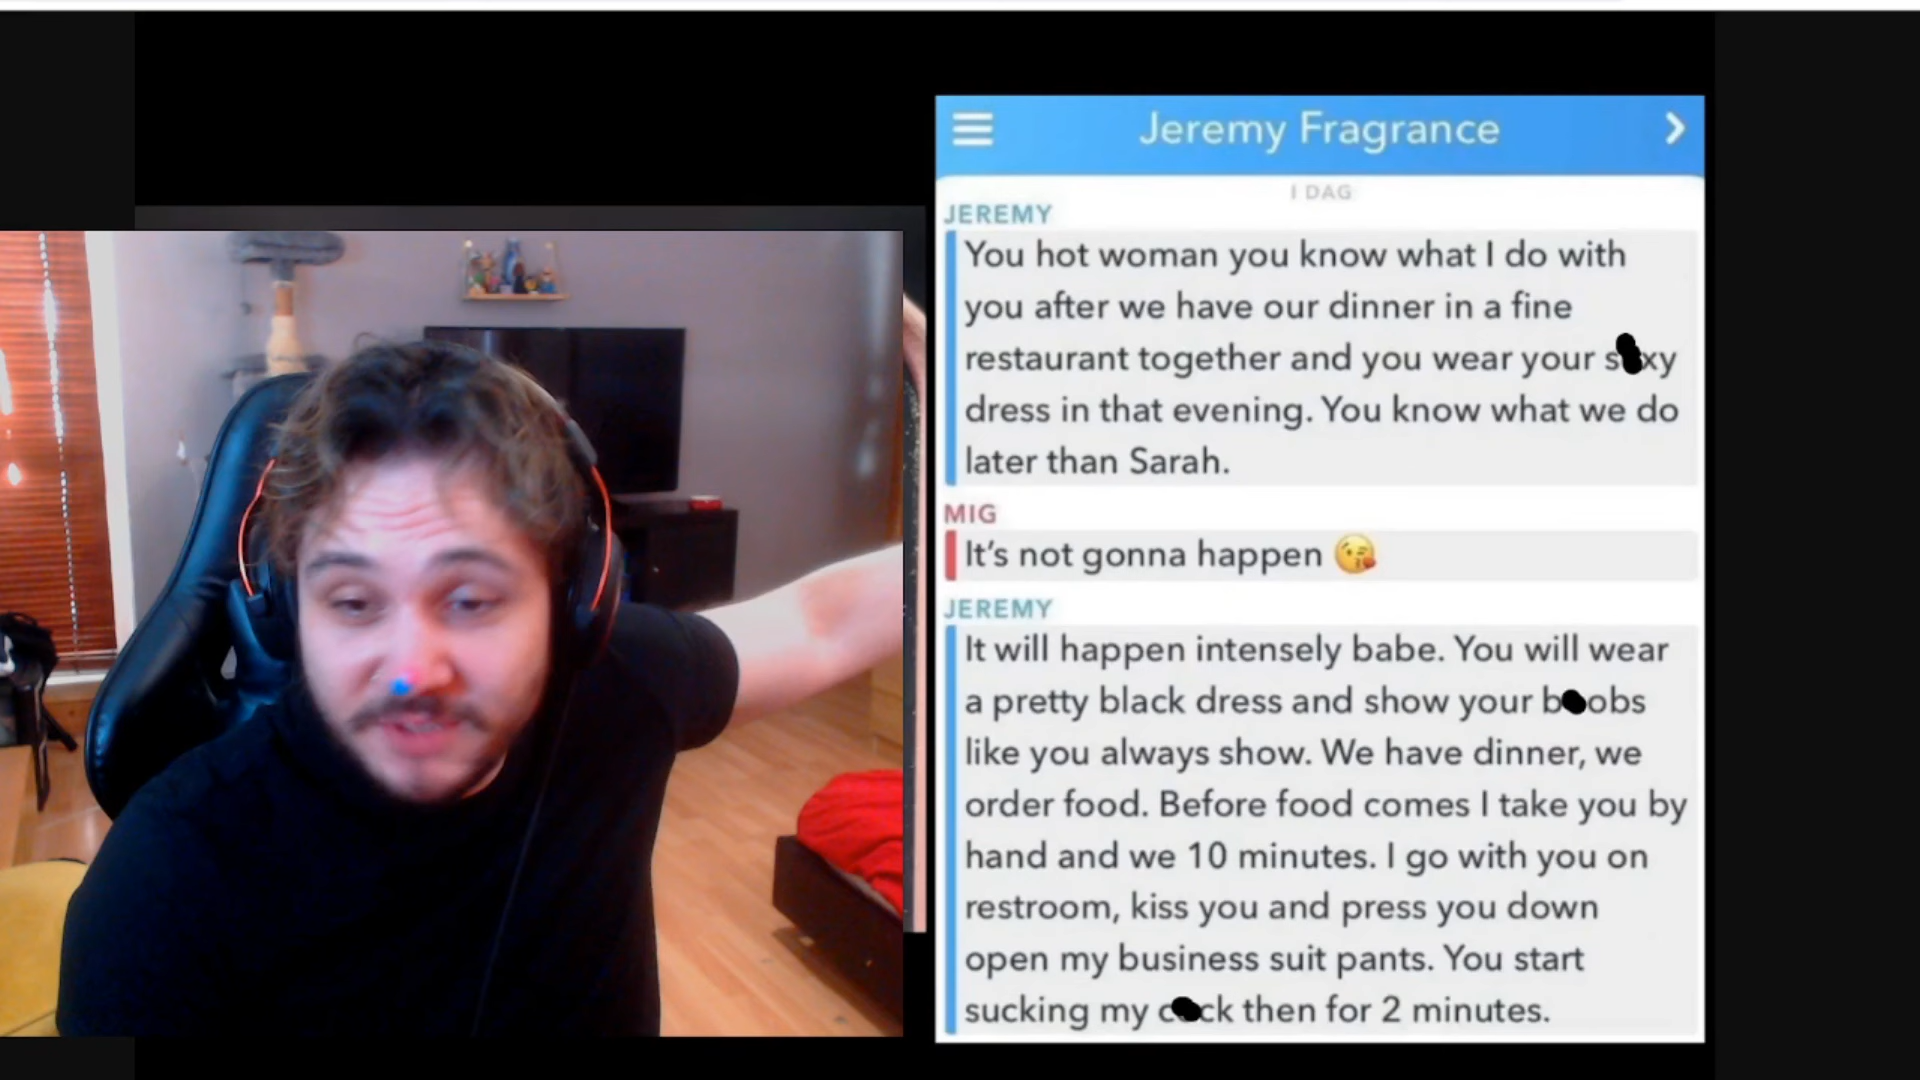 Jeremy Fragrance
I DAG
JEREMY
You hot woman you know what I do with
you after we have our dinner in a fine
restaurant together and you wear your s xy
dress in that evening. You know what we do
later than Sarah.
MIG
It's not gonna happen 😘
JEREMY
It will happen intensely babe. You will wear
a pretty black dress and show your b obs
like you always show. We have dinner, we
order food. Before food comes I take you by
hand and we 10 minutes. I go with you on
restroom, kiss you and press you down
open my business suit pants. You start
sucking my c ck then for 2 minutes.